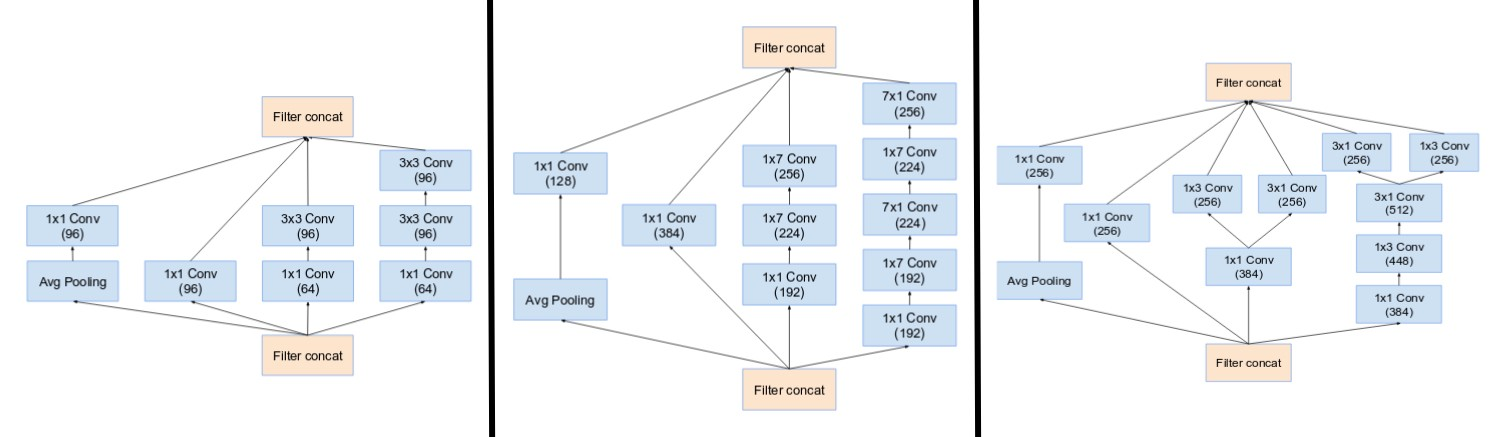 Filter concat
3x3 Conv
(96)
1x1 Conv
(96)
3x3 Conv
(96)
3x3 Conv
(96)
Avg Pooling
1x1 Conv
(96)
1x1 Conv
(64)
1x1 Conv
(64)
Filter concat
Filter concat
7x1 Conv
(256)
1x1 Conv
(128)
1x7 Conv
(256)
1x7 Conv
(224)
1x1 Conv
(384)
1x7 Conv
(224)
7x1 Conv
(224)
1x1 Conv
(192)
1x7 Conv
(192)
Avg Pooling
1x1 Conv
(192)
Filter concat
Filter concat
1x1 Conv
(256)
3x1 Conv
(256)
1x3 Conv
(256)
1x1 Conv
(256)
1x3 Conv
(256)
3x1 Conv
(256)
3x1 Conv
(512)
1x1 Conv
(384)
1x3 Conv
(448)
Avg Pooling
1x1 Conv
(384)
Filter concat